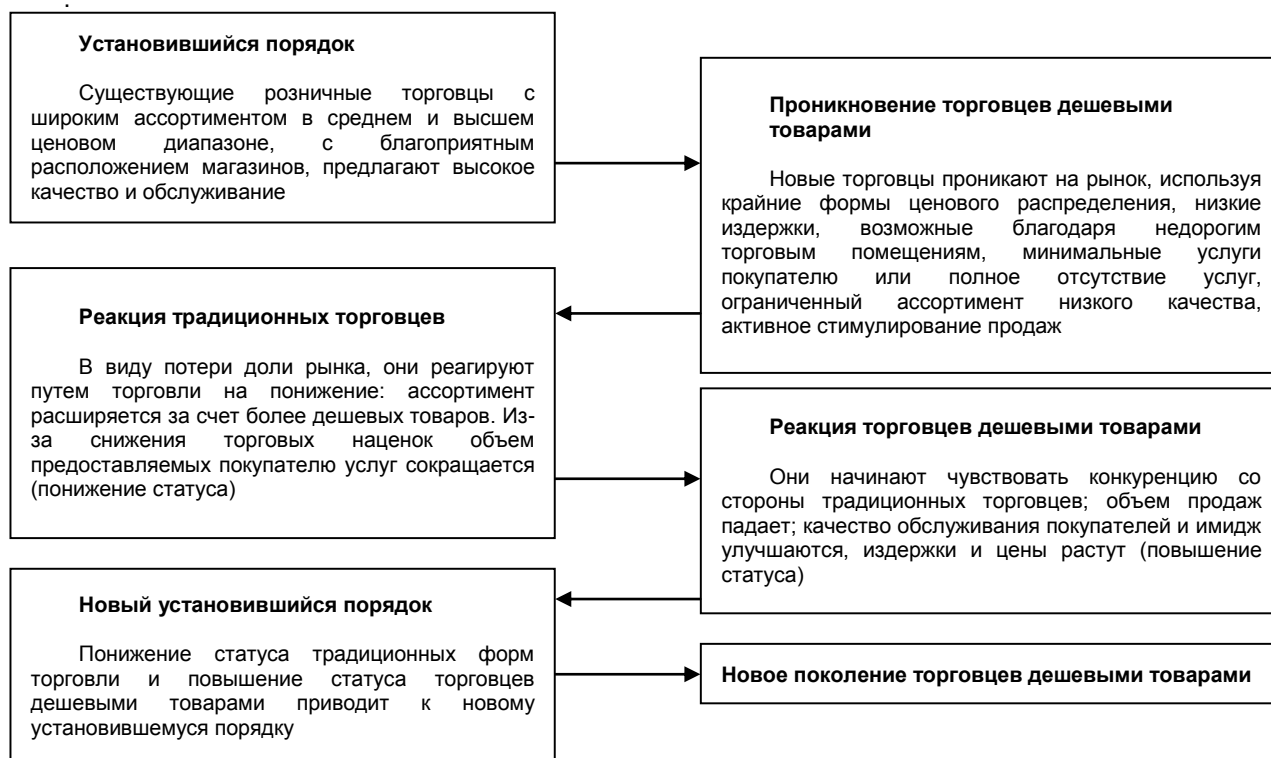 Установившийся порядок
Существующие розничные торговцы с
широким ассортиментом в среднем и высшем
ценовом диапазоне, с благоприятным
расположением магазинов, предлагают высокое
качество и обслуживание
Проникновение торговцев дешевыми
товарами
Новые торговцы проникают на рынок, используя
крайние формы ценового распределения, низкие
издержки, возможные благодаря недорогим
торговым помещениям, минимальные услуги
покупателю или полное отсутствие услуг,
ограниченный ассортимент низкого качества,
активное стимулирование продаж
Реакция традиционных торговцев
В виду потери доли рынка, они реагируют
путем торговли на понижение: ассортимент
расширяется за счет более дешевых товаров. Из-
за снижения торговых наценок объем
предоставляемых покупателю услуг сокращается
(понижение статуса)
Реакция торговцев дешевыми товарами
Они начинают чувствовать конкуренцию со
стороны традиционных торговцев; объем продаж
падает; качество обслуживания покупателей и имидж
улучшаются, издержки и цены растут (повышение
статуса)
Новый установившийся порядок
Понижение статуса традиционных форм
торговли и повышение статуса торговцев
дешевыми товарами приводит к новому
установившемуся порядку
Новое поколение торговцев дешевыми товарами